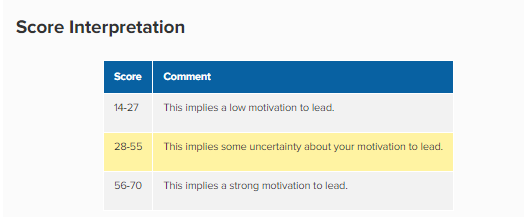 Score Interpretation
Score Comment
14-27 This implies a low motivation to lead.
28-55 This implies some uncertainty about your motivation to lead.
56-70 This implies a strong motivation to lead.